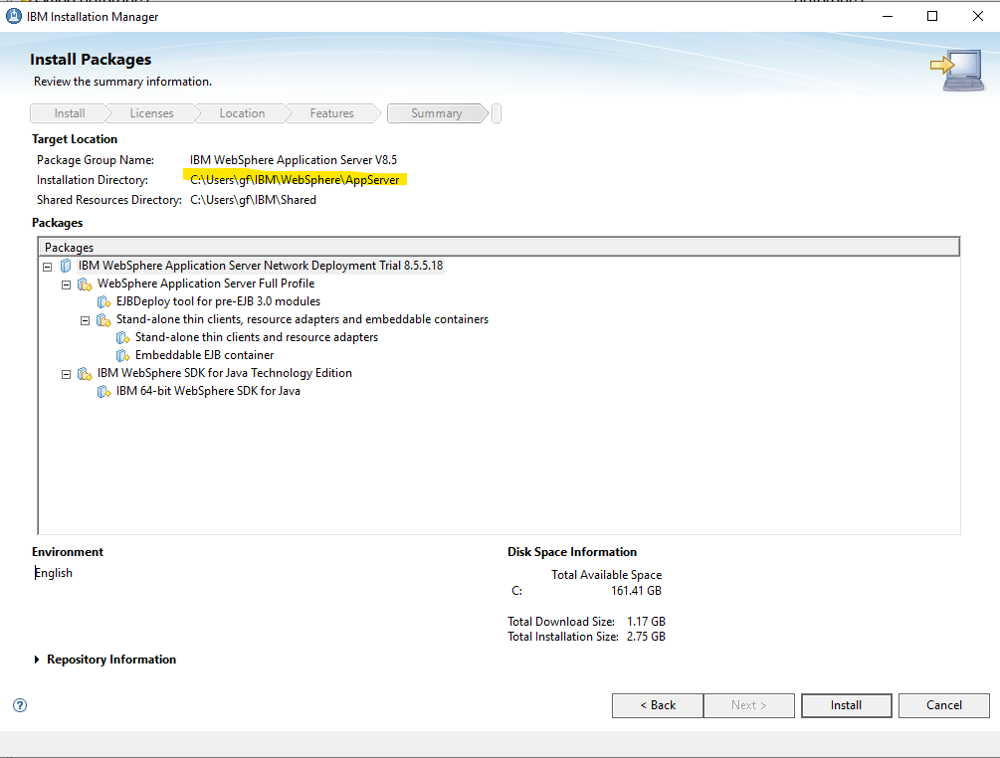 IBM Installation Manager
Install Packages
Review the summary information.
Install Licenses Location Features Summary
Target Location
Package Group Name: IBM WebSphere Application Server V8.5
Installation Directory: C:\Users\gf\IBM\WebSphere\AppServer
Shared Resources Directory: C:\Users\gf\IBM\Shared
Packages
Packages
IBM WebSphere Application Server Network Deployment Trial 8.5.5.18
WebSphere Application Server Full Profile
EJBDeploy tool for pre-EJB 3.0 modules
Stand-alone thin clients, resource adapters and embeddable containers
Stand-alone thin clients and resource adapters
Embeddable EJB container
IBM WebSphere SDK for Java Technology Edition
IBM 64-bit WebSphere SDK for Java
Environment
English
Disk Space Information
Total Available Space
C: 161.41 GB
Total Download Size: 1.17 GB
Total Installation Size: 2.75 GB
Repository Information
? < Back Next > Install Cancel